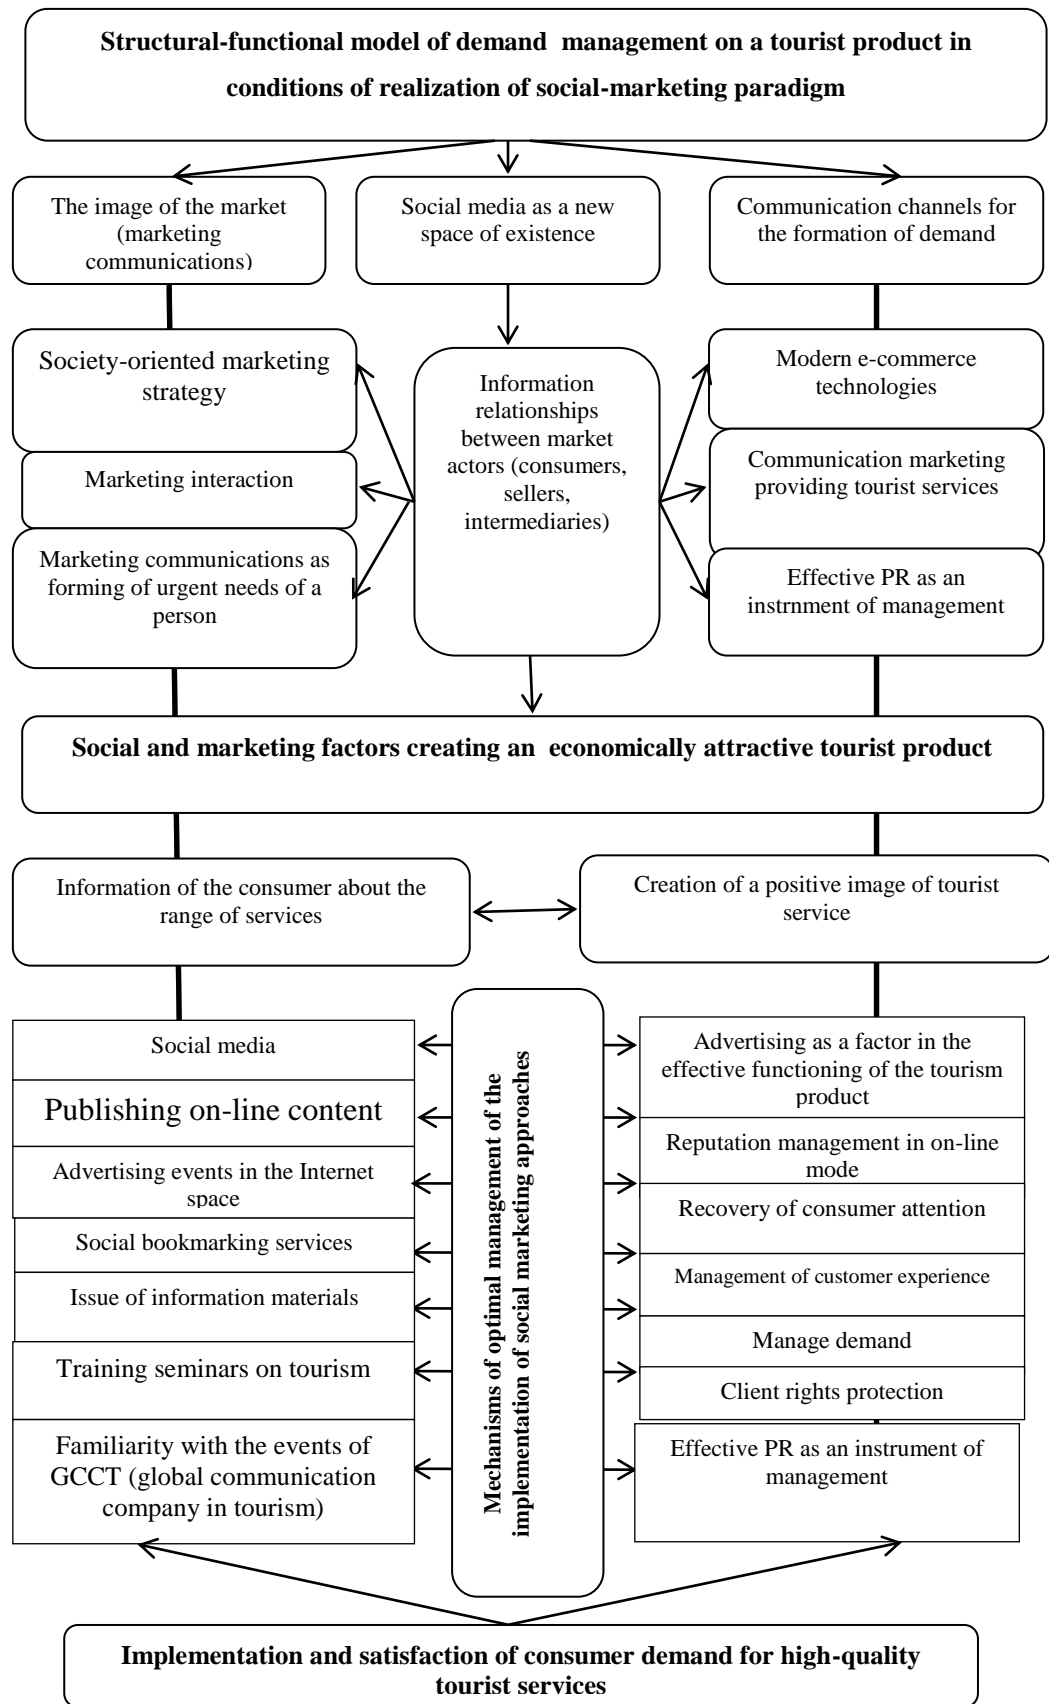 Structural-functional model of demand management on a tourist product in
conditions of realization of social-marketing paradigm
The image of the market
(marketing
communications)
Social media as a new
space of existence
Communication channels for
the formation of demand
Society-oriented marketing
strategy
Marketing interaction
Marketing communications as
forming of urgent needs of a
person
Information
relationships
between market
actors (consumers,
sellers,
intermediaries)
Modern e-commerce
technologies
Communication marketing
providing tourist services
Effective PR as an
instrnment of management
Social and marketing factors creating an economically attractive tourist product
Information of the consumer about the
range of services
Creation of a positive image of tourist
service
Social media
Publishing on-line content
Advertising events in the Internet
space
Social bookmarking services
Issue of information materials
Training seminars on tourism
Familiarity with the events of
GCCT (global communication
company in tourism)
Mechanisms of optimal management of the
implementation of social marketing approaches
Advertising as a factor in the
effective functioning of the tourism
product
Reputation management in on-line
mode
Recovery of consumer attention
Management of customer experience
Manage demand
Client rights protection
Effective PR as an instrument of
management
Implementation and satisfaction of consumer demand for high-quality
tourist services